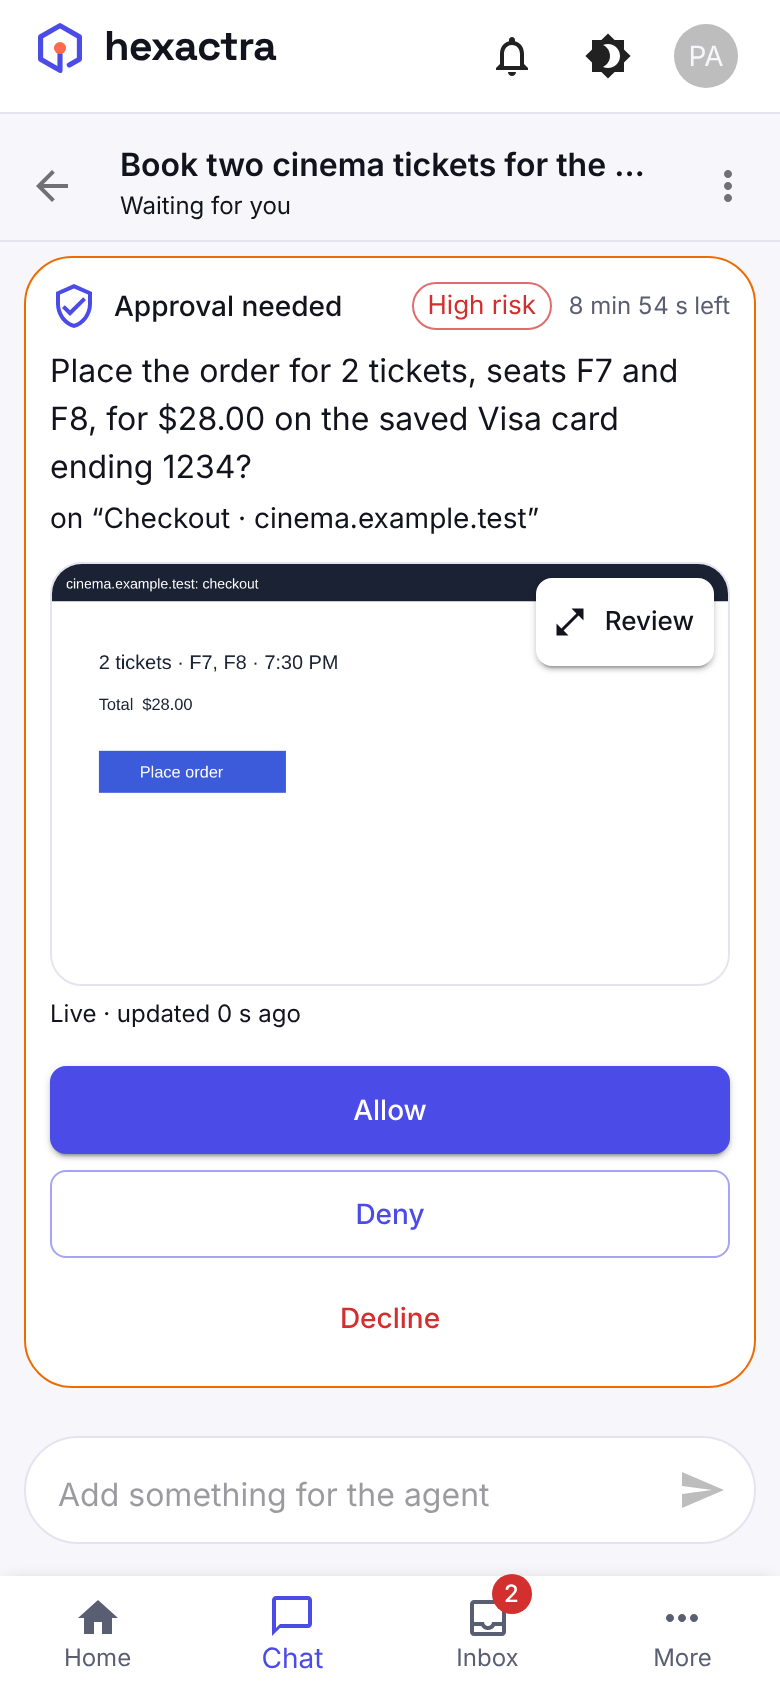 hexactra
PA
Book two cinema tickets for the ...
Waiting for you
Approval needed
High risk
8 min 54 s left
Place the order for 2 tickets, seats F7 and
F8, for $28.00 on the saved Visa card
ending 1234?
on “Checkout · cinema.example.test”
cinema.example.test: checkout
Review
2 tickets · F7, F8 · 7:30 PM
Total $28.00
Place order
Live · updated 0 s ago
Allow
Deny
Decline
Add something for the agent
2
Home
Chat
Inbox
More